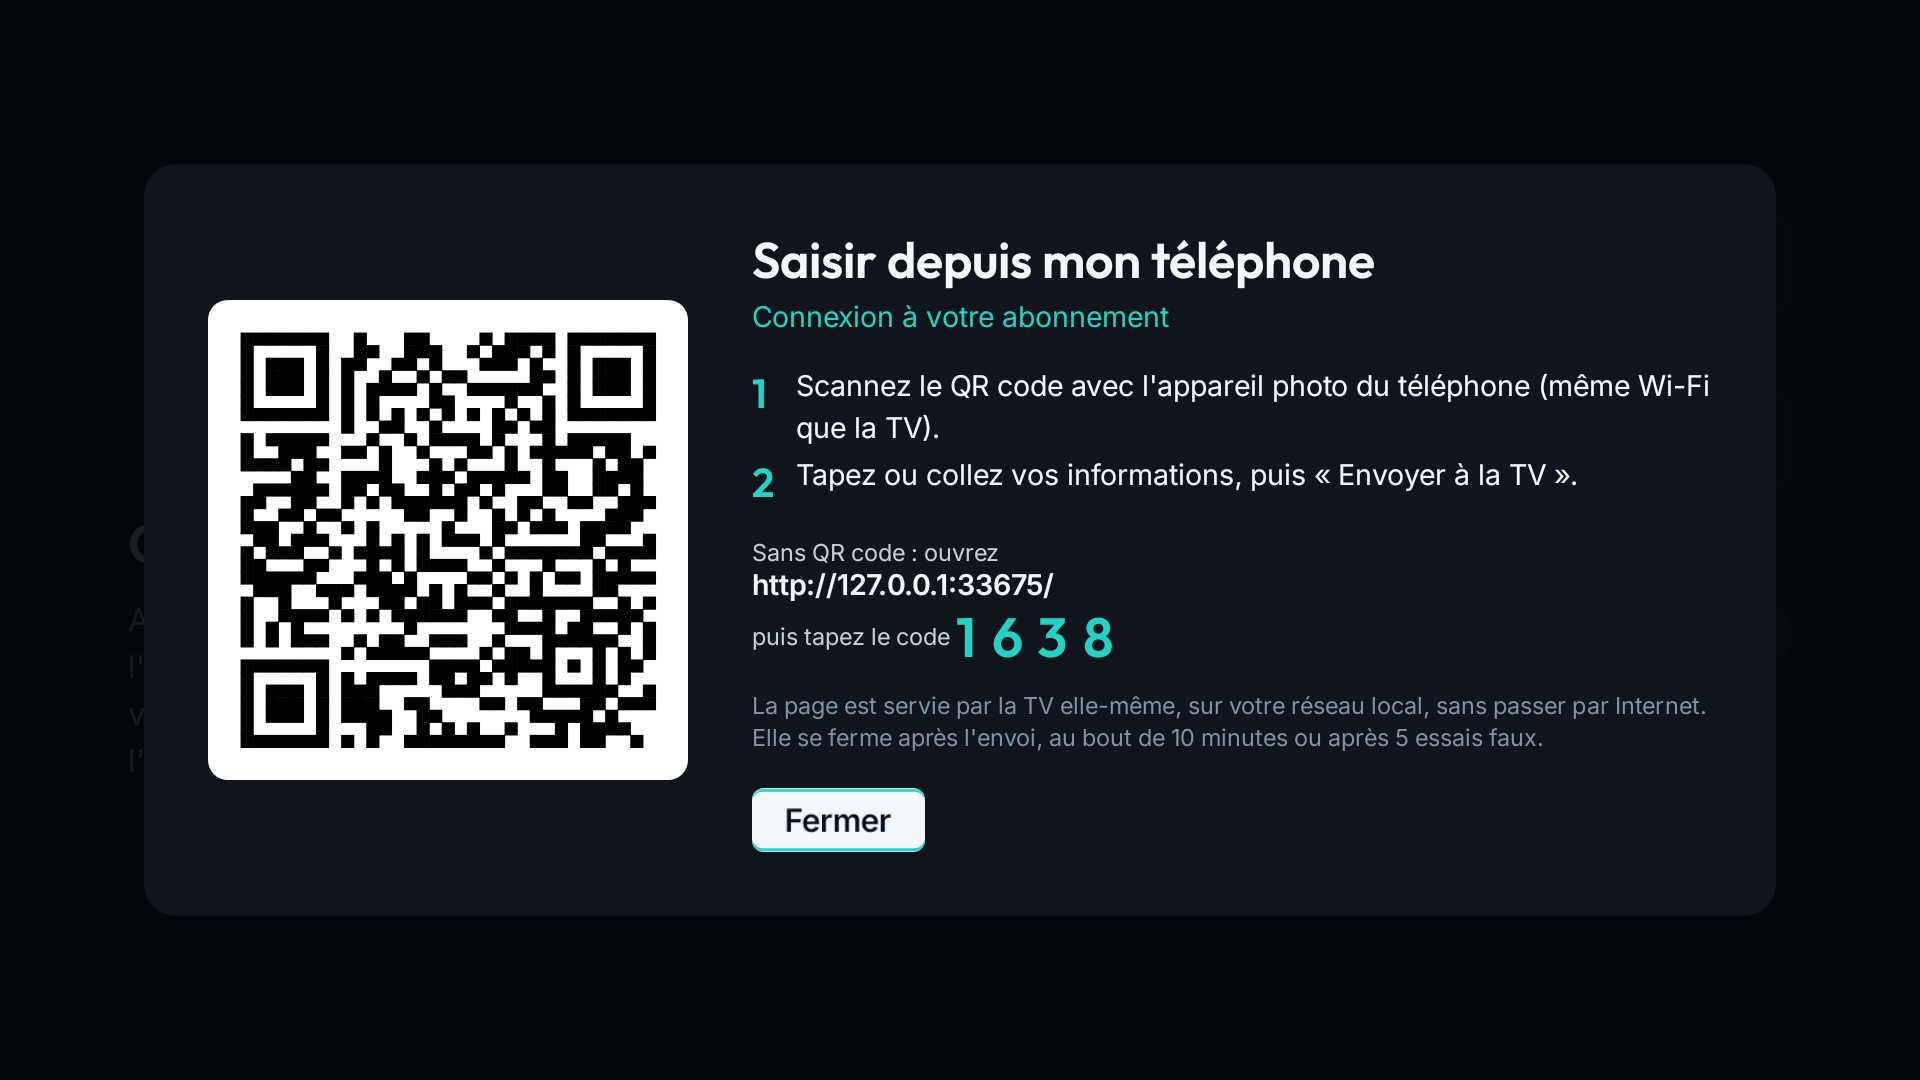 Saisir depuis mon téléphone
Connexion à votre abonnement
1 Scannez le QR code avec l'appareil photo du téléphone (même Wi-Fi
que la TV).
2 Tapez ou collez vos informations, puis « Envoyer à la TV ».
Sans QR code : ouvrez
http://127.0.0.1:33675/
puis tapez le code 1 6 3 8
La page est servie par la TV elle-même, sur votre réseau local, sans passer par Internet.
Elle se ferme après l'envoi, au bout de 10 minutes ou après 5 essais faux.
Fermer